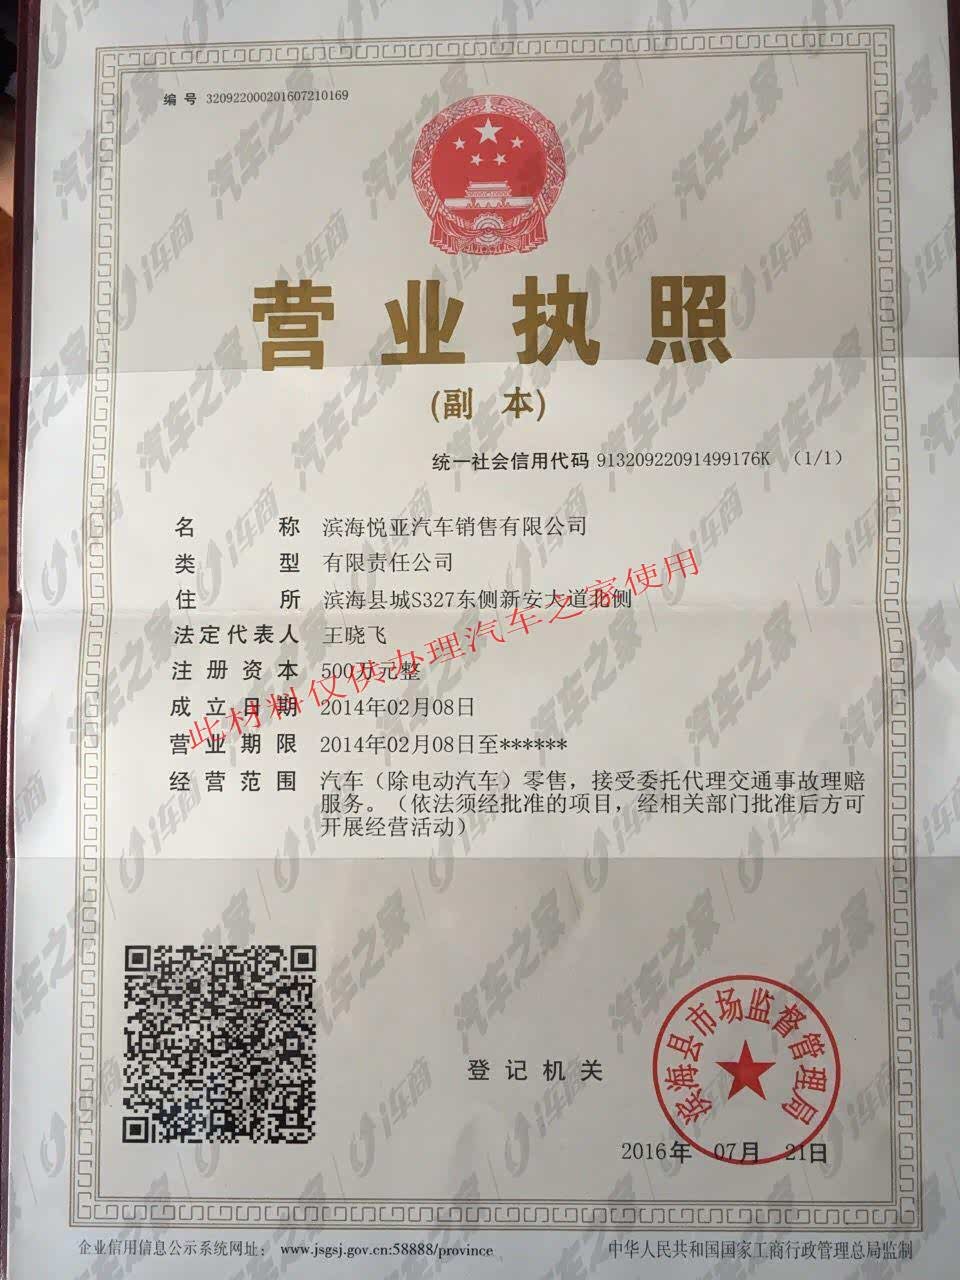 编 号 320922000201607210169
营业执照
(副 本)
统一社会信用代码 91320922091499176K （1/1）
名 称 滨海悦亚汽车销售有限公司
类 型 有限责任公司
住 所 滨海县城S327东侧新安大道北侧
法定代表人 王晓飞
注 册 资 本 500万元整
成 立 日 期 2014年02月08日
营 业 期 限 2014年02月08日至******
经 营 范 围 汽车（除电动汽车）零售，接受委托代理交通事故理赔
服务。（依法须经批准的项目，经相关部门批准后方可
开展经营活动）
此材料仅供办理汽车之家使用
登 记 机 关
滨海县市场监督管理局
2016年 07月 21日
企业信用信息公示系统网址： www.jsgsj.gov.cn:58888/province
中华人民共和国国家工商行政管理总局监制
汽车之家
i车商